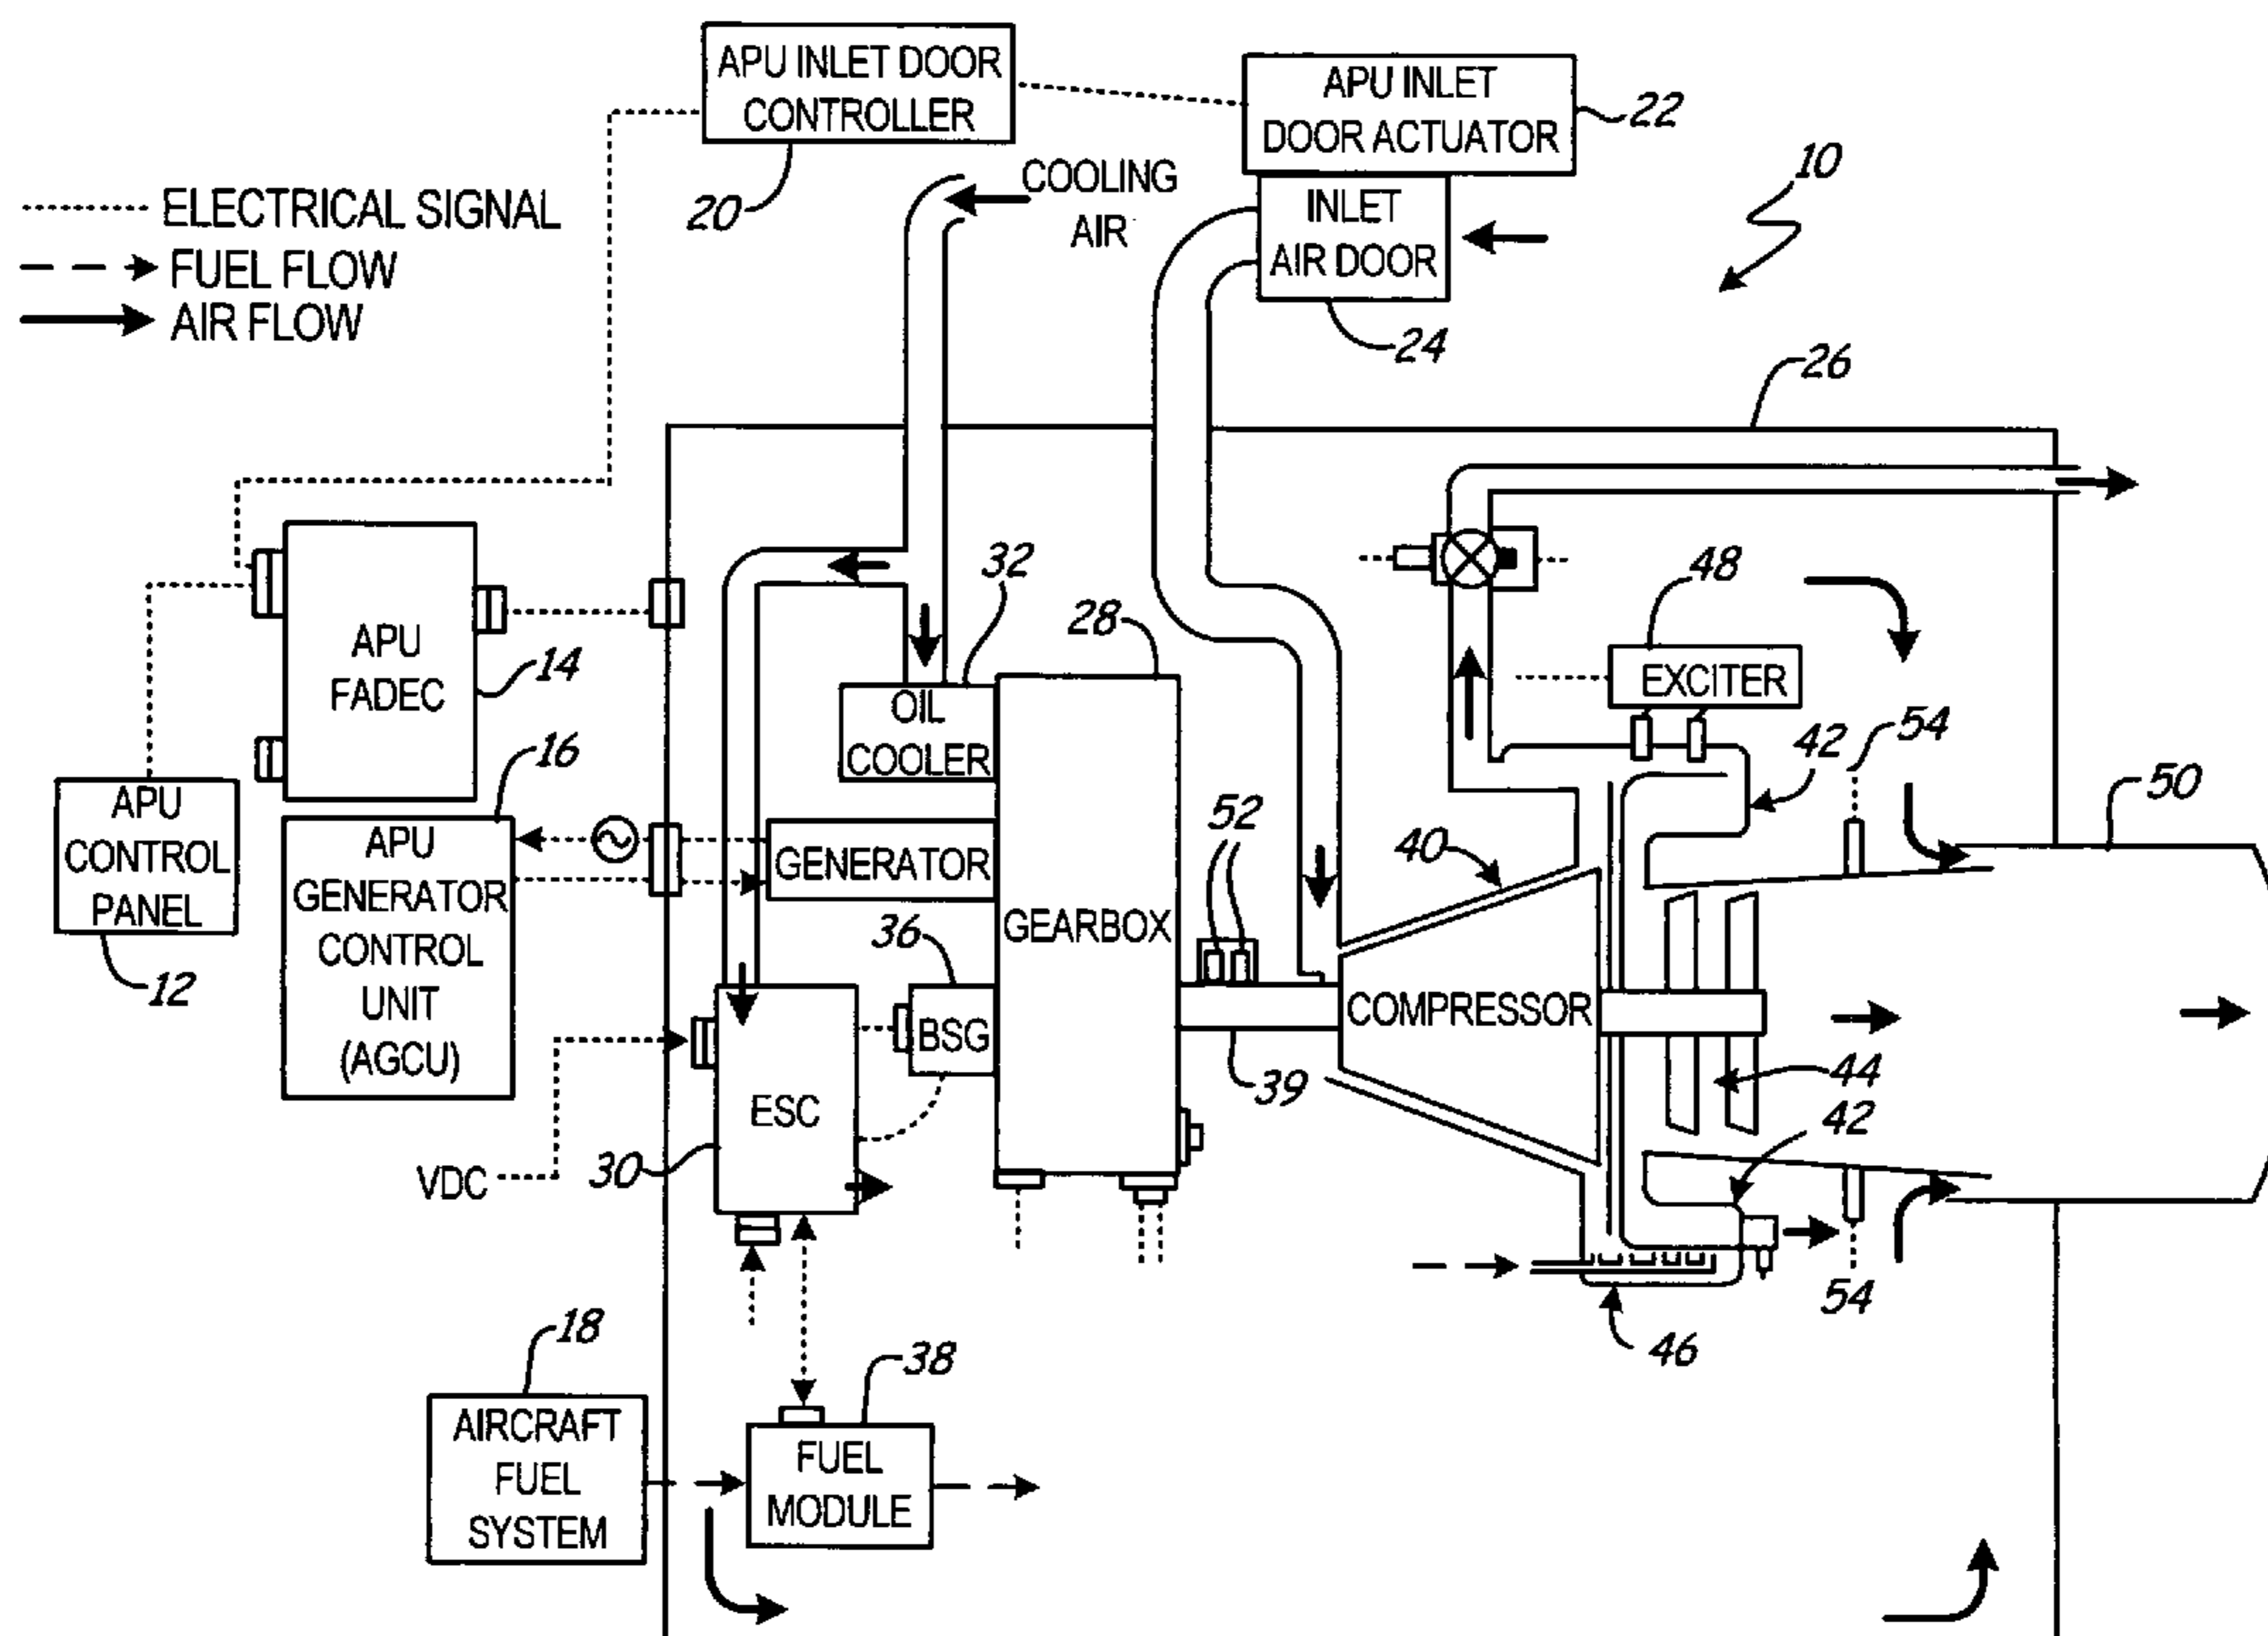 APU INLET DOOR
CONTROLLER
20
APU INLET
DOOR ACTUATOR
22
10
COOLING
AIR
INLET
AIR DOOR
24
ELECTRICAL SIGNAL
FUEL FLOW
AIR FLOW
26
APU
FADEC
14
32
28
48
EXCITER
OIL
COOLER
16
54
42
50
APU
CONTROL
PANEL
12
APU
GENERATOR
CONTROL
UNIT
(AGCU)
GENERATOR
52
40
36
GEARBOX
BSG
COMPRESSOR
39
44
42
ESC
VDC
30
54
46
18
38
AIRCRAFT
FUEL
SYSTEM
FUEL
MODULE